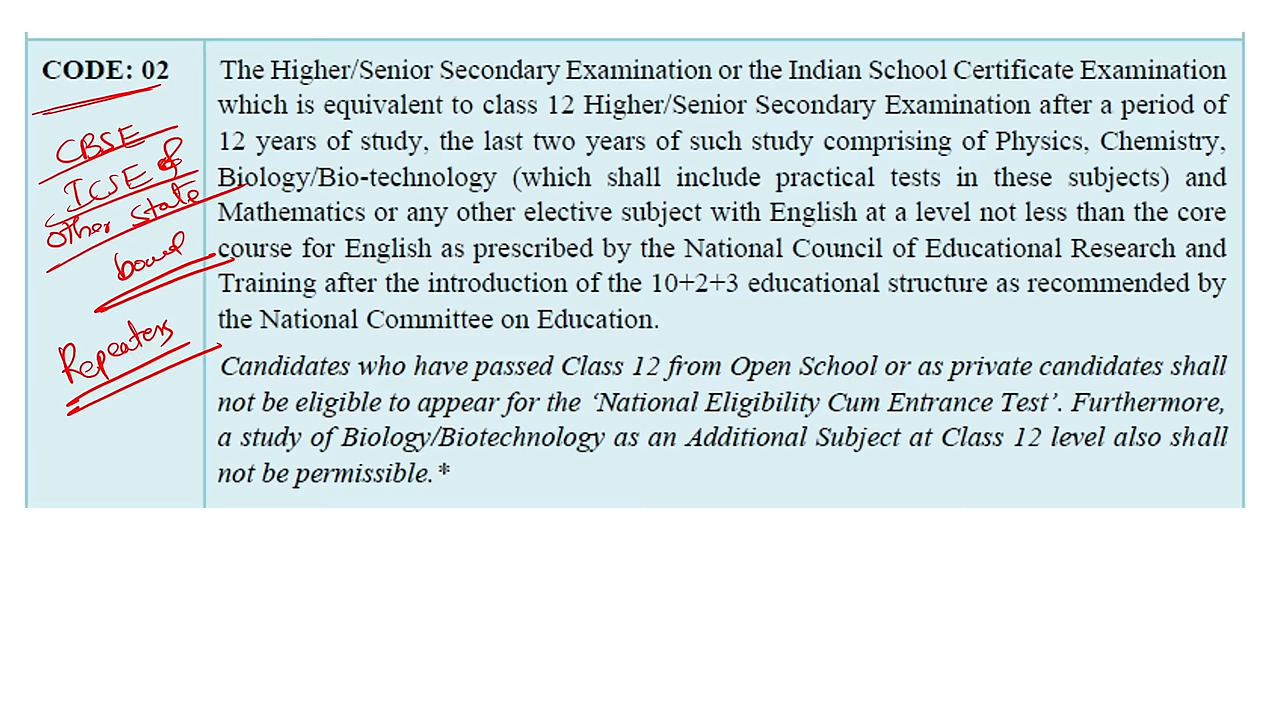 CODE: 02
CBSE
ICSE of
other State
board
Repeaters
The Higher/Senior Secondary Examination or the Indian School Certificate Examination
which is equivalent to class 12 Higher/Senior Secondary Examination after a period of
12 years of study, the last two years of such study comprising of Physics, Chemistry,
Biology/Bio-technology (which shall include practical tests in these subjects) and
Mathematics or any other elective subject with English at a level not less than the core
course for English as prescribed by the National Council of Educational Research and
Training after the introduction of the 10+2+3 educational structure as recommended by
the National Committee on Education.
Candidates who have passed Class 12 from Open School or as private candidates shall
not be eligible to appear for the ‘National Eligibility Cum Entrance Test’. Furthermore,
a study of Biology/Biotechnology as an Additional Subject at Class 12 level also shall
not be permissible.*